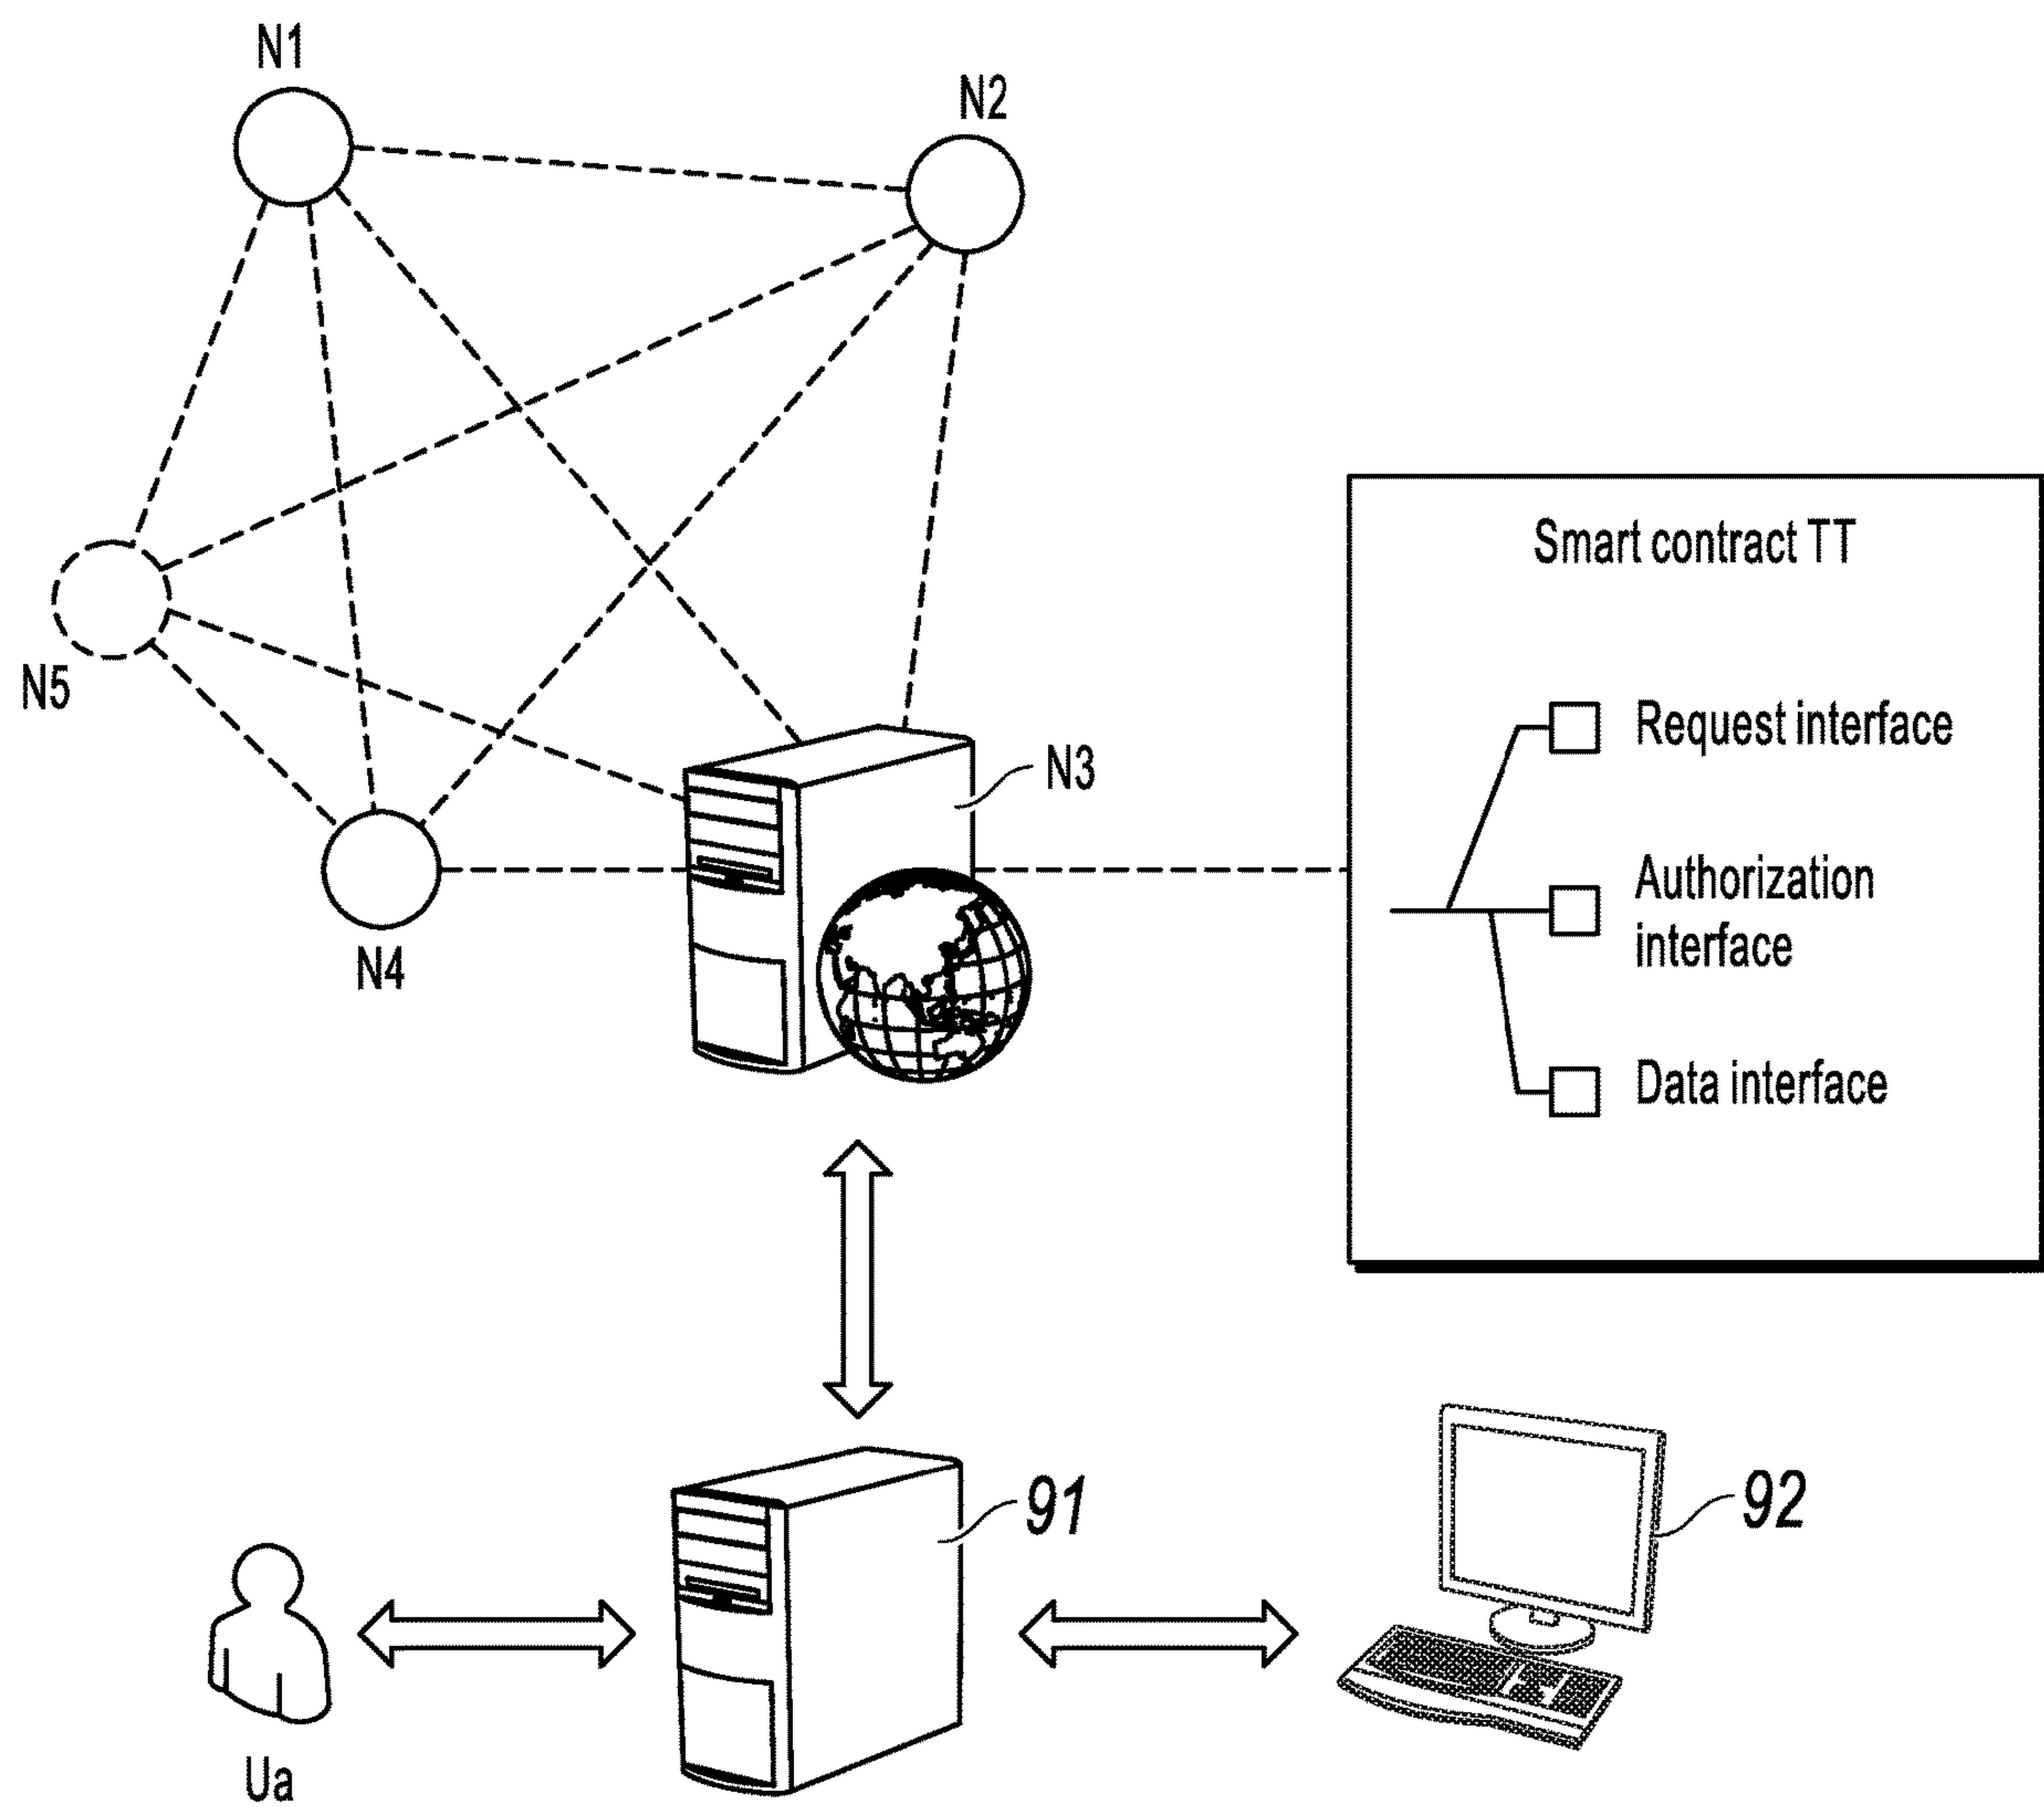 N1
N2
Smart contract TT
N5
Request interface
N3
Authorization
interface
N4
Data interface
91
92
Ua